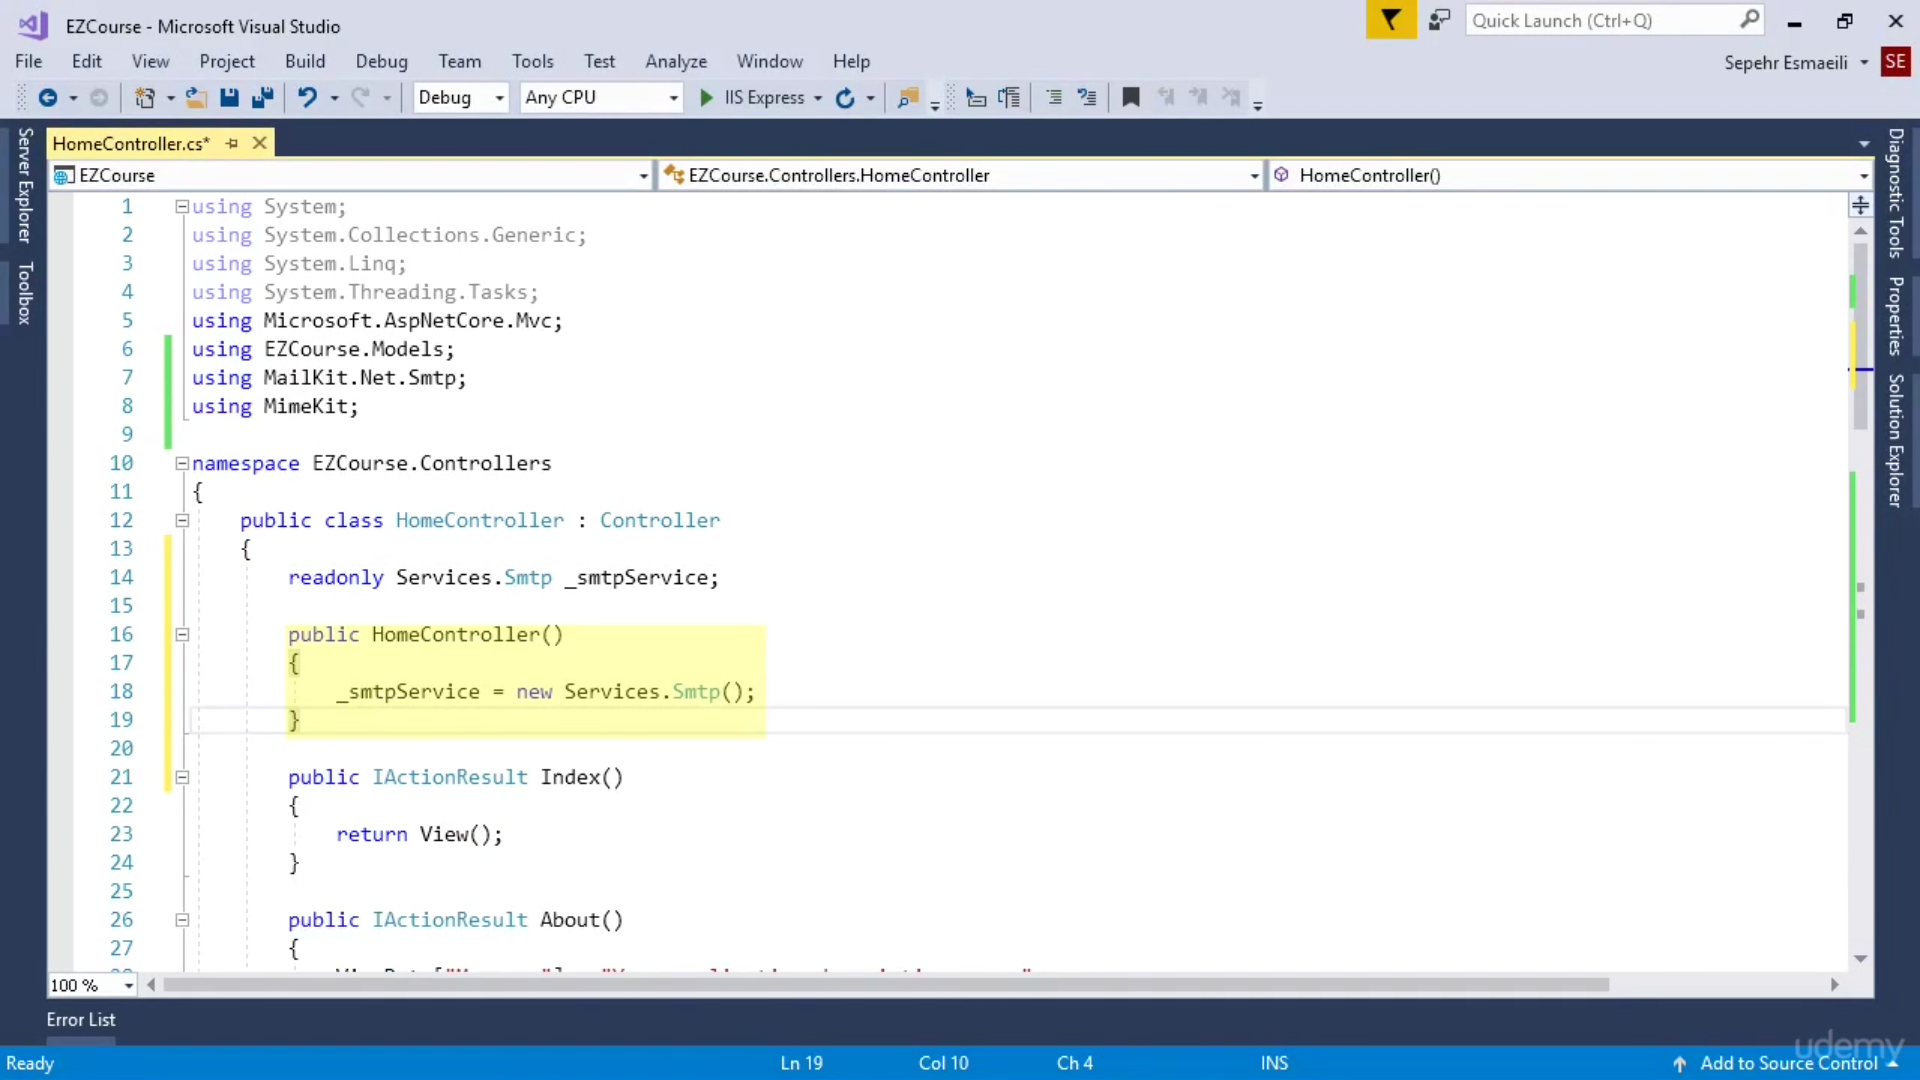 EZCourse - Microsoft Visual Studio
Quick Launch (Ctrl+Q)
File Edit View Project Build Debug Team Tools Test Analyze Window Help
Sepehr Esmaeili SE
Debug Any CPU IIS Express
Server Explorer
Toolbox
HomeController.cs*
EZCourse EZCourse.Controllers.HomeController HomeController()
1 using System;
2 using System.Collections.Generic;
3 using System.Linq;
4 using System.Threading.Tasks;
5 using Microsoft.AspNetCore.Mvc;
6 using EZCourse.Models;
7 using MailKit.Net.Smtp;
8 using MimeKit;
9
10 namespace EZCourse.Controllers
11 {
12 public class HomeController : Controller
13 {
14 readonly Services.Smtp _smtpService;
15
16 public HomeController()
17 {
18 _smtpService = new Services.Smtp();
19 }
20
21 public IActionResult Index()
22 {
23 return View();
24 }
25
26 public IActionResult About()
27 {
Diagnostic Tools
Properties
Solution Explorer
100 %
Error List
Ready Ln 19 Col 10 Ch 4 INS Add to Source Control
udemy